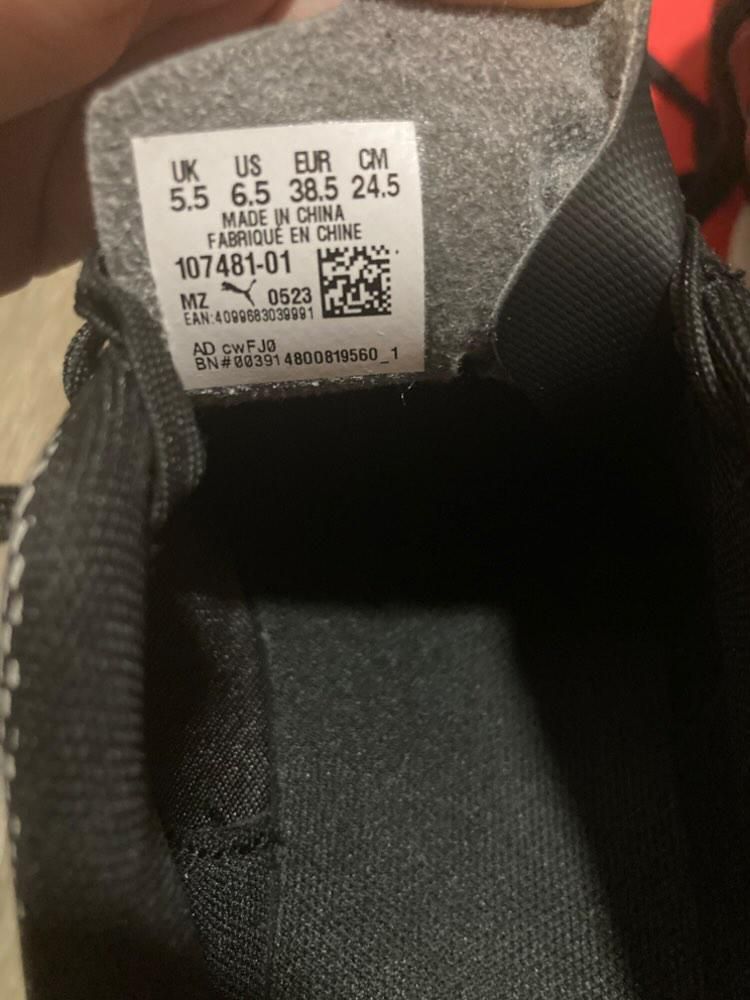 UK US EUR CM
5.5 6.5 38.5 24.5
MADE IN CHINA
FABRIQUÉ EN CHINE
107481-01
MZ 0523
EAN:4099683039991
AD cwFJ0
BN#003914800819560_1